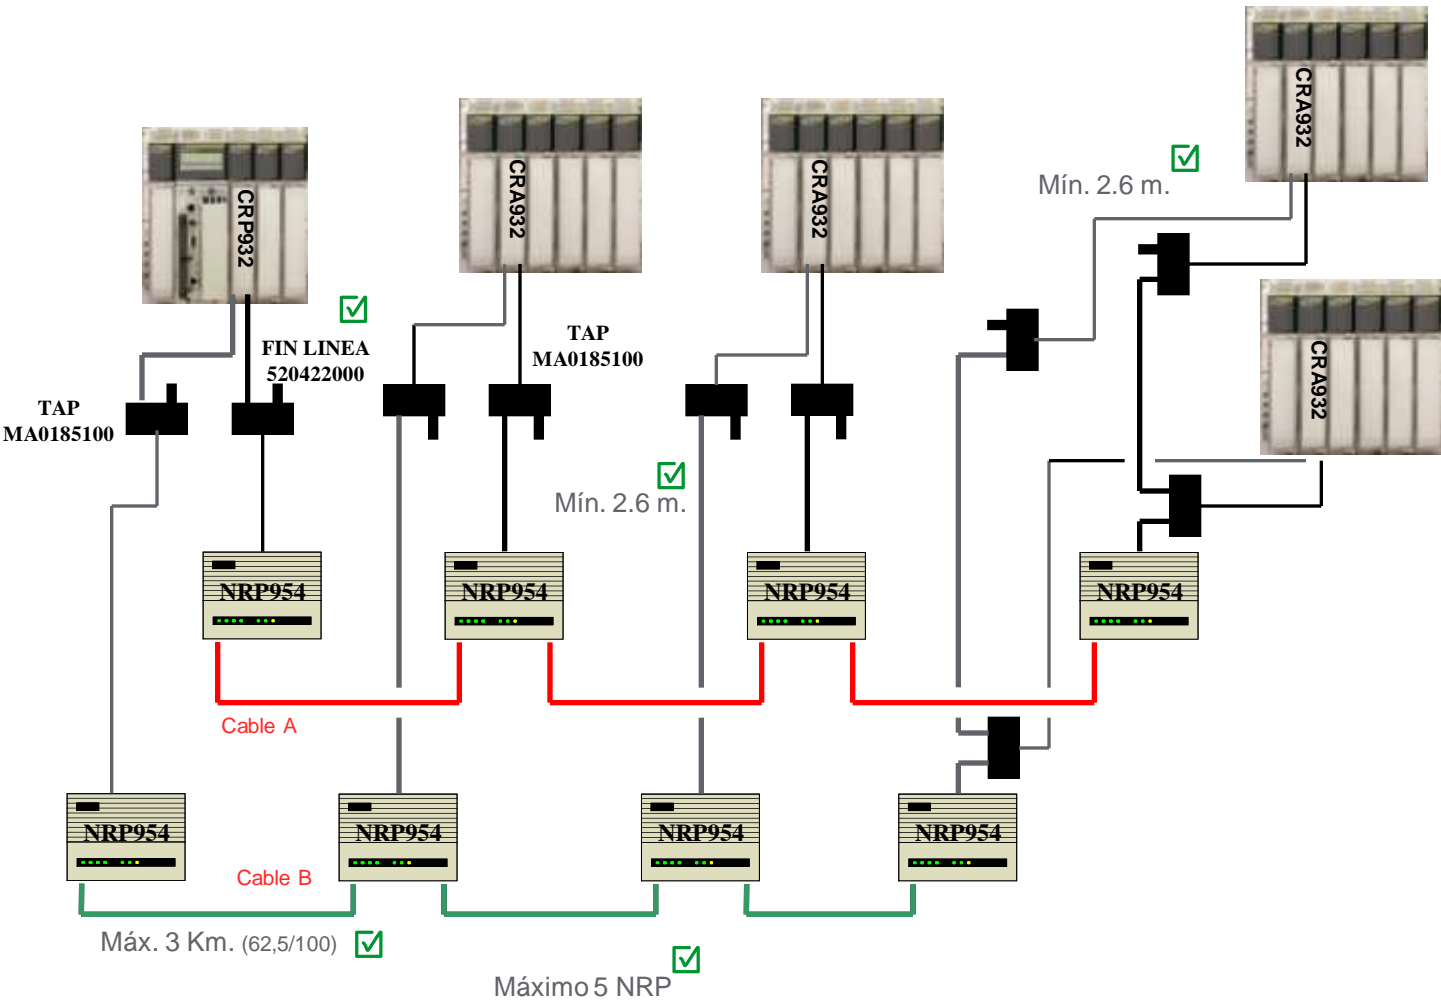 CRA932
CRA932
CRA932
CRP932
Mín. 2.6 m.
CRA932
FIN LINEA
520422000
TAP
MA0185100
TAP
MA0185100
Mín. 2.6 m.
NRP954
NRP954
NRP954
NRP954
Cable A
NRP954
NRP954
NRP954
NRP954
Cable B
Máx. 3 Km. (62,5/100)
Máximo 5 NRP